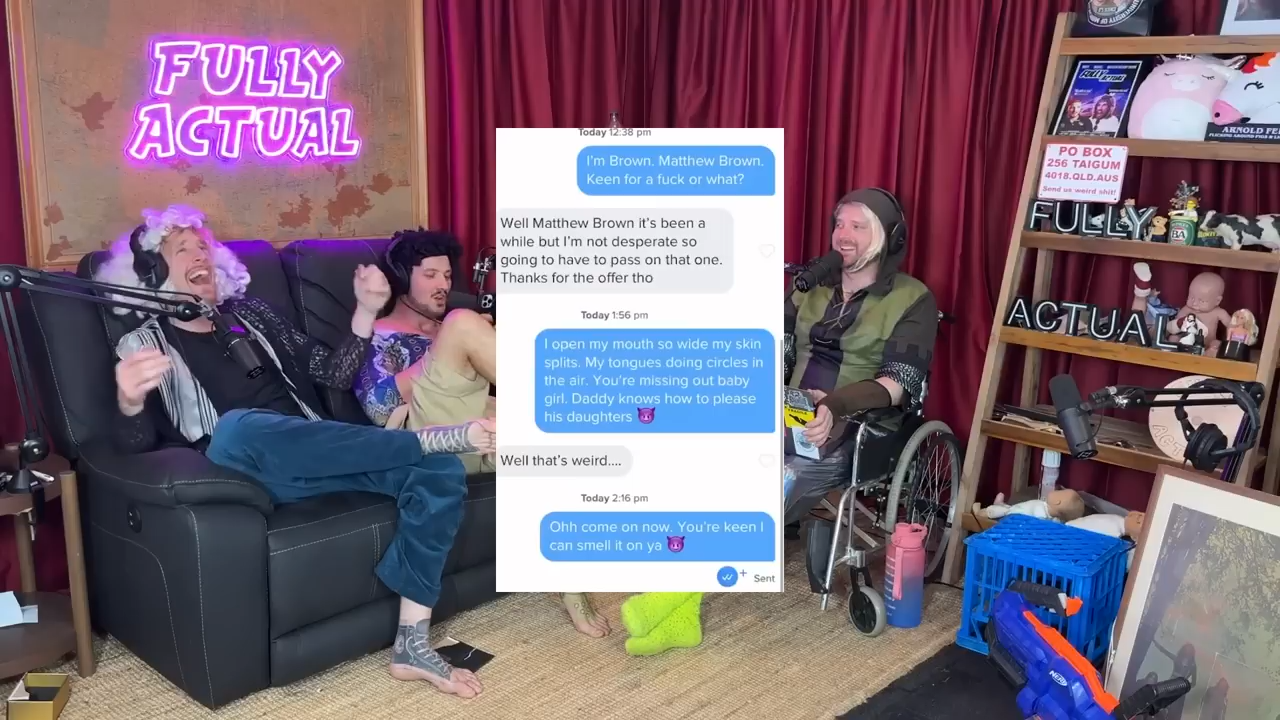 FULLY
ACTUAL
Today 12:38 pm
I'm Brown. Matthew Brown.
Keen for a fuck or what?
Well Matthew Brown it's been a
while but I'm not desperate so
going to have to pass on that one.
Thanks for the offer tho
Today 1:56 pm
I open my mouth so wide my skin
splits. My tongues doing circles in
the air. You're missing out baby
girl. Daddy knows how to please
his daughters 😈
Well that's weird....
Today 2:16 pm
Ohh come on now. You're keen I
can smell it on ya 😈
Sent
FULLY ACTUAL
ARNOLD
PO BOX
256 TAIGUM
4018.QLD.AUS
Send us weird shit!
FULLY
BA
ACTUAL
NERF